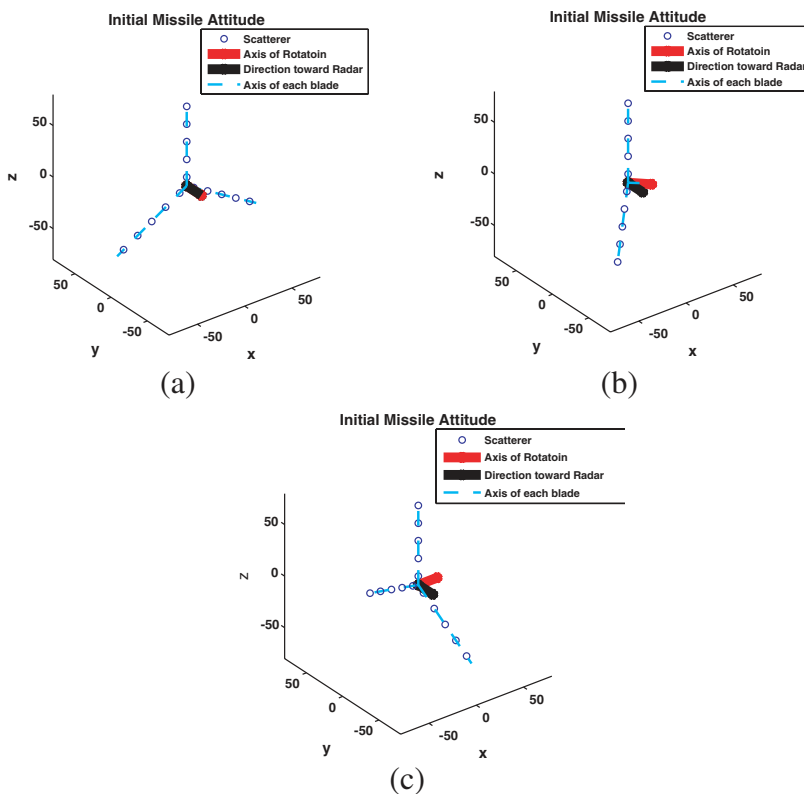 Initial Missile Attitude
Scatterer
Axis of Rotatoin
Direction toward Radar
Axis of each blade
50
0
-50
z
50
0
-50
y
-50
0
50
x
(a)
Initial Missile Attitude
Scatterer
Axis of Rotatoin
Direction toward Radar
Axis of each blade
50
0
-50
z
50
0
-50
y
-50
0
50
x
(b)
Initial Missile Attitude
Scatterer
Axis of Rotatoin
Direction toward Radar
Axis of each blade
50
0
-50
z
50
0
-50
y
-50
0
50
x
(c)